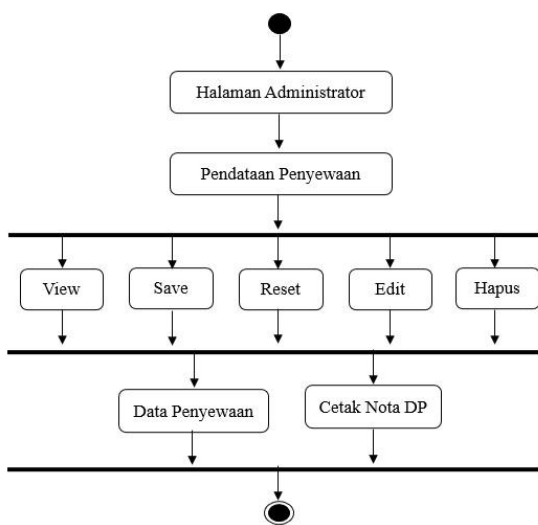 Halaman Administrator
Pendataan Penyewaan
View
Save
Reset
Edit
Hapus
Data Penyewaan
Cetak Nota DP